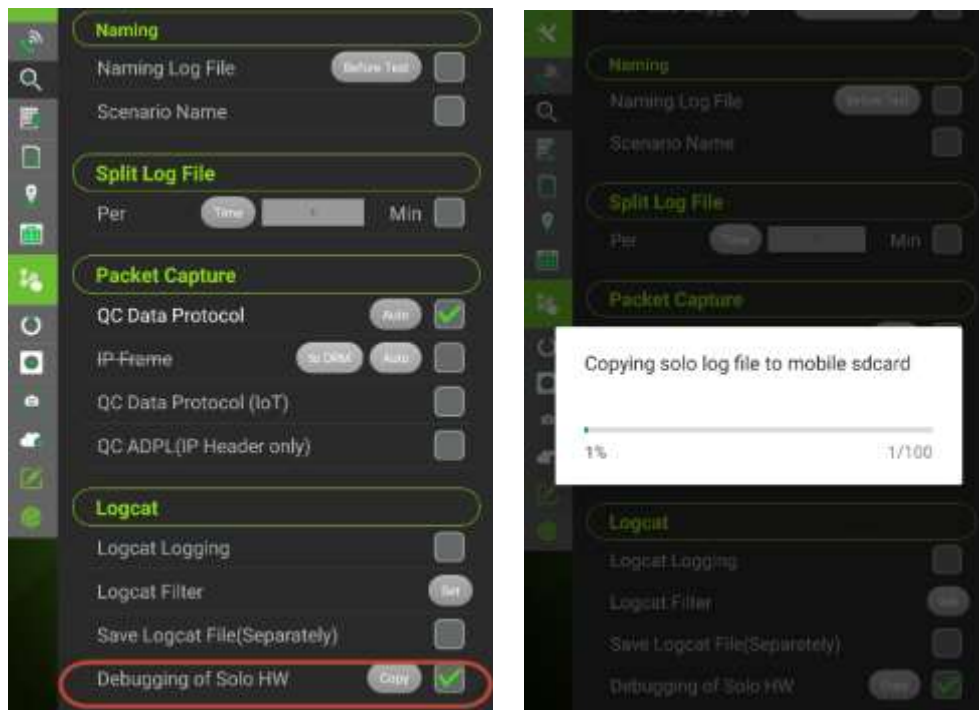 Naming
Naming Log File Before Test
Scenario Name
Split Log File
Per Time Min
Packet Capture
QC Data Protocol Auto
IP Frame Auto
QC Data Protocol (IoT)
QC ADPL(IP Header only)
Logcat
Logcat Logging
Logcat Filter Set
Save Logcat File(Separately)
Debugging of Solo HW Copy
Naming
Naming Log File Before Test
Scenario Name
Split Log File
Per Time Min
Packet Capture
Copying solo log file to mobile sdcard
1% 1/100
Logcat
Logcat Logging
Logcat Filter
Save Logcat File(Separately)
Debugging of Solo HW Copy